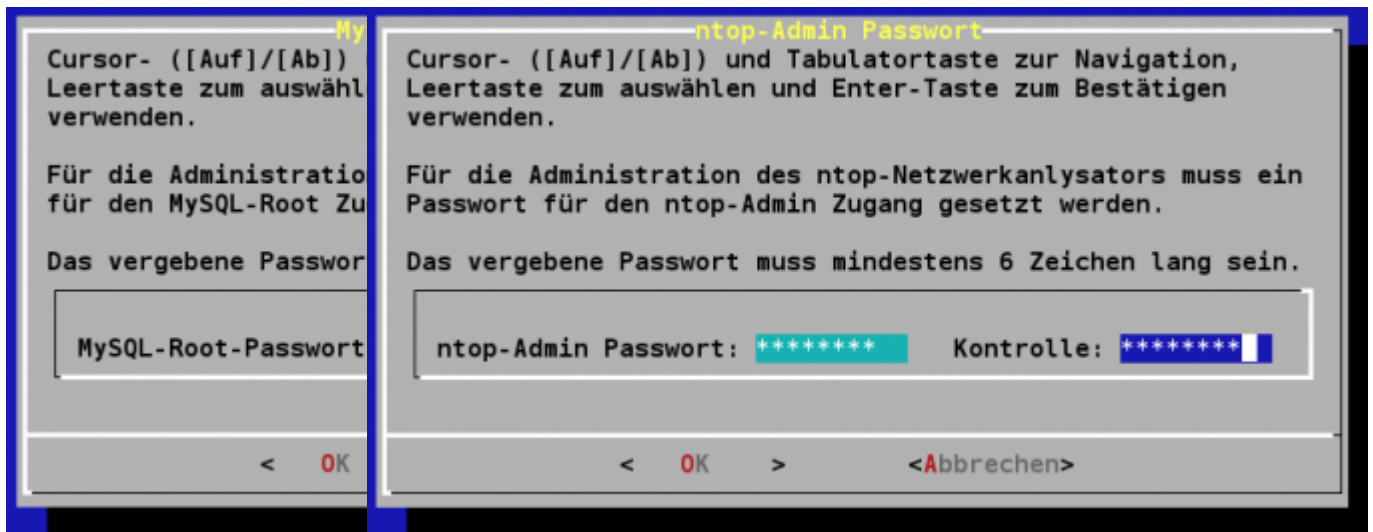 My
Cursor- ([Auf]/[Ab])
Leertaste zum auswähl
verwenden.
Für die Administratio
für den MySQL-Root Zu
Das vergebene Passwor
MySQL-Root-Passwort
< OK
ntop-Admin Passwort
Cursor- ([Auf]/[Ab]) und Tabulatortaste zur Navigation,
Leertaste zum auswählen und Enter-Taste zum Bestätigen
verwenden.
Für die Administration des ntop-Netzwerkanlysators muss ein
Passwort für den ntop-Admin Zugang gesetzt werden.
Das vergebene Passwort muss mindestens 6 Zeichen lang sein.
ntop-Admin Passwort: ******** Kontrolle: ********
< OK > <Abbrechen>